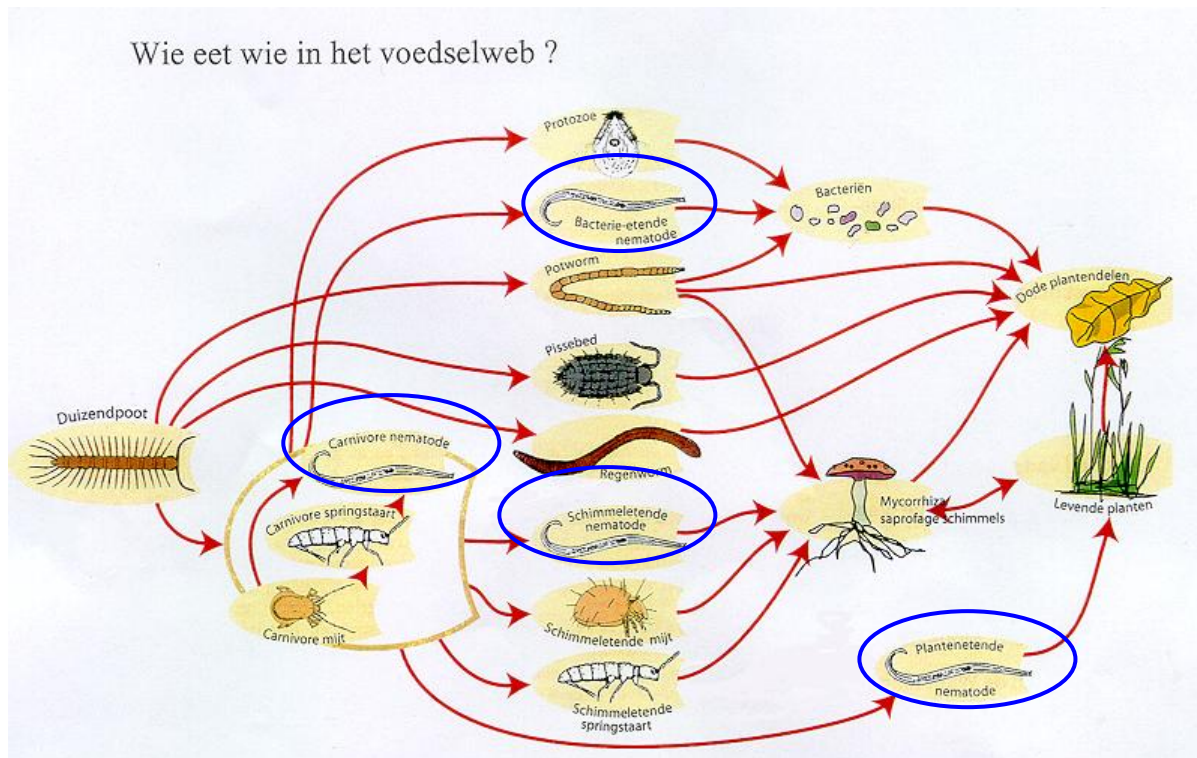 Wie eet wie in het voedselweb ?
Protozoe
Bacterie-etende
nematode
Bacteriën
Potworm
Dode plantendelen
Pissebed
Duizendpoot
Carnivore nematode
Regenworm
Carnivore springstaart
Schimmeletende
nematode
Mycorrhiza/
saprofage schimmels
Levende planten
Carnivore mijt
Schimmeletende mijt
Plantenetende
nematode
Schimmeletende
springstaart